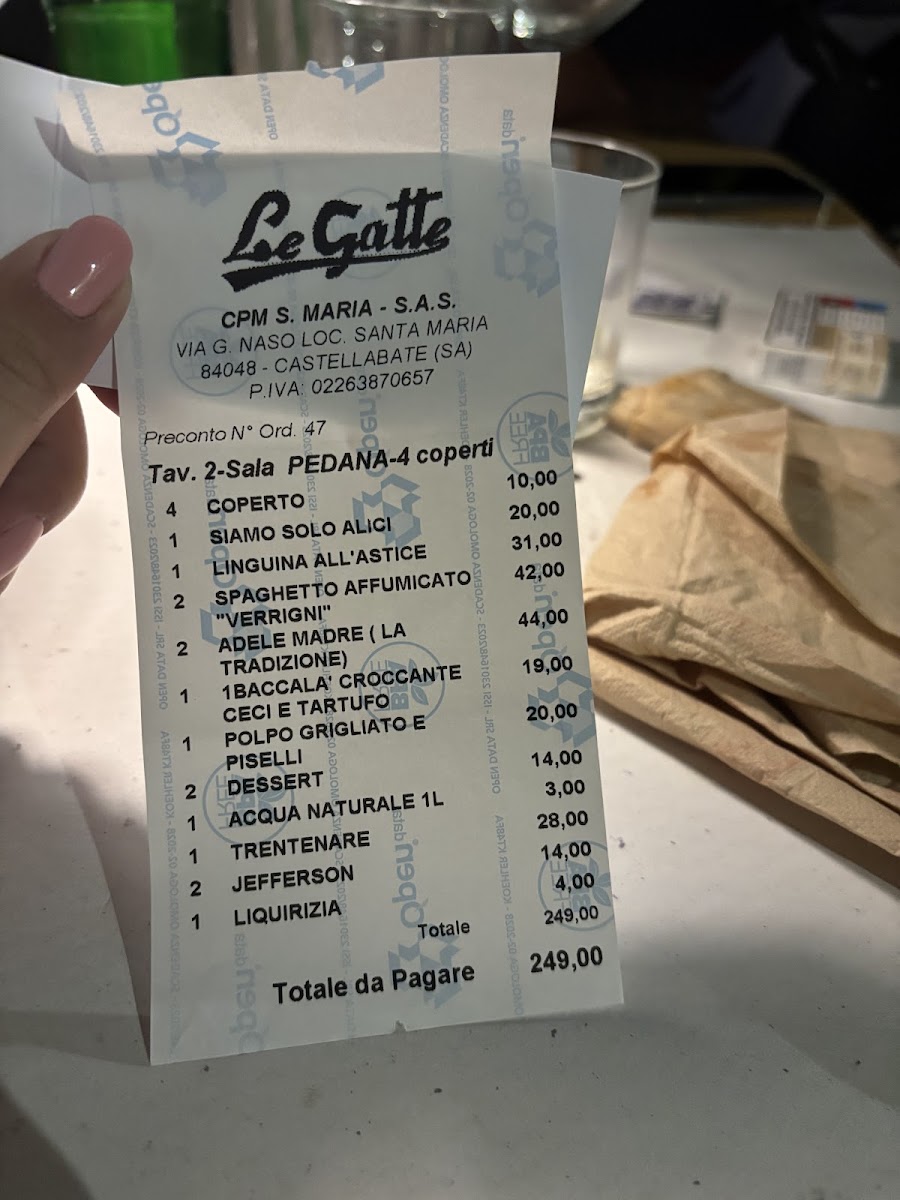 Le Gatte
CPM S. MARIA - S.A.S.
VIA G. NASO LOC. SANTA MARIA
84048 - CASTELLABATE (SA)
P.IVA: 02263870657
Preconto N° Ord. 47
Tav. 2-Sala PEDANA-4 coperti
4 COPERTO 10,00
1 SIAMO SOLO ALICI 20,00
1 LINGUINA ALL'ASTICE 31,00
2 SPAGHETTO AFFUMICATO 42,00
"VERRIGNI"
2 ADELE MADRE ( LA 44,00
TRADIZIONE)
1 1BACCALA' CROCCANTE 19,00
CECI E TARTUFO
1 POLPO GRIGLIATO E 20,00
PISELLI
2 DESSERT 14,00
1 ACQUA NATURALE 1L 3,00
1 TRENTENARE 28,00
2 JEFFERSON 14,00
1 LIQUIRIZIA 4,00
Totale 249,00
Totale da Pagare 249,00